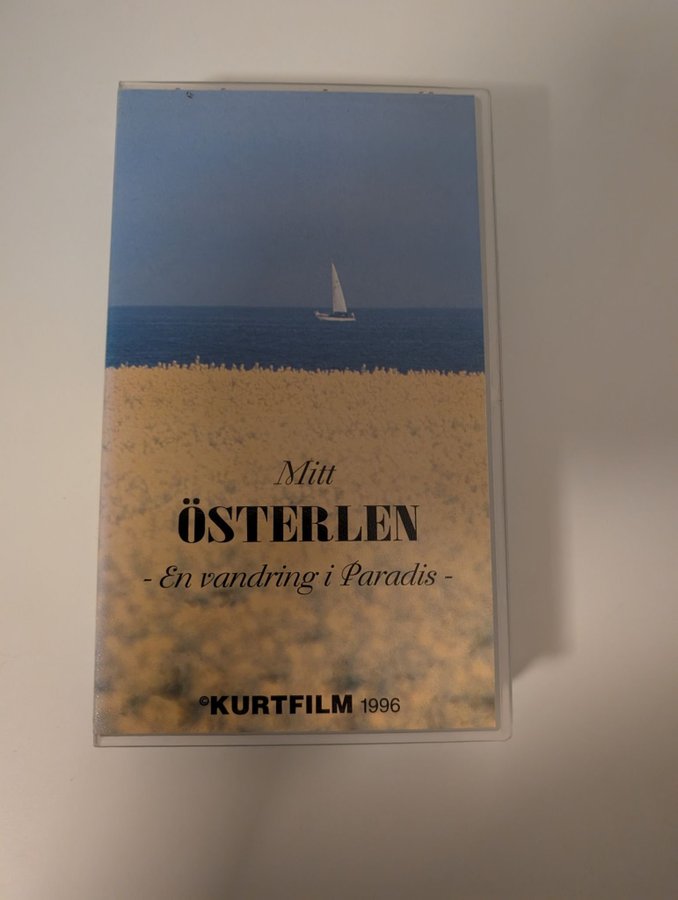 Mitt
ÖSTERLEN
- En vandring i Paradis -
©KURTFILM 1996